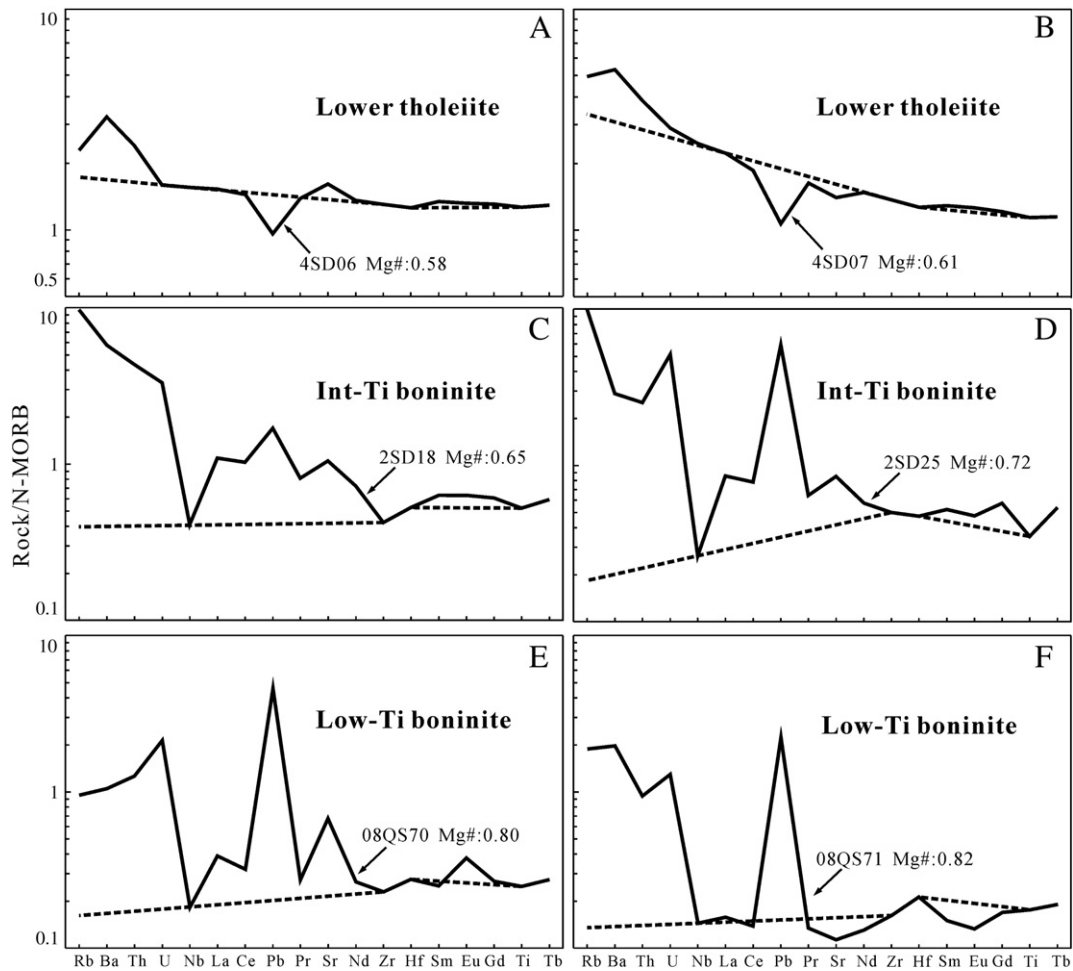 10
A
B
Lower tholeiite
Lower tholeiite
1
4SD06 Mg#:0.58
4SD07 Mg#:0.61
0.5
10
C
D
Int-Ti boninite
Int-Ti boninite
2SD18 Mg#:0.65
2SD25 Mg#:0.72
1
Rock/N-MORB
0.1
10
E
F
Low-Ti boninite
Low-Ti boninite
1
08QS70 Mg#:0.80
08QS71 Mg#:0.82
0.1
Rb Ba Th U Nb La Ce Pb Pr Sr Nd Zr Hf Sm Eu Gd Ti Tb
Rb Ba Th U Nb La Ce Pb Pr Sr Nd Zr Hf Sm Eu Gd Ti Tb